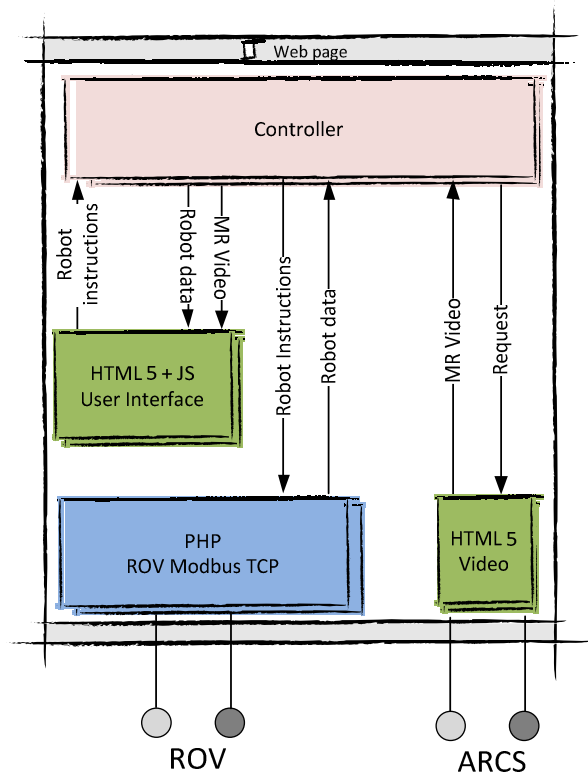 Web page
Controller
Robot
instructions
Robot data
MR Video
Robot Instructions
Robot data
MR Video
Request
HTML 5 + JS
User Interface
PHP
ROV Modbus TCP
HTML 5
Video
ROV
ARCS